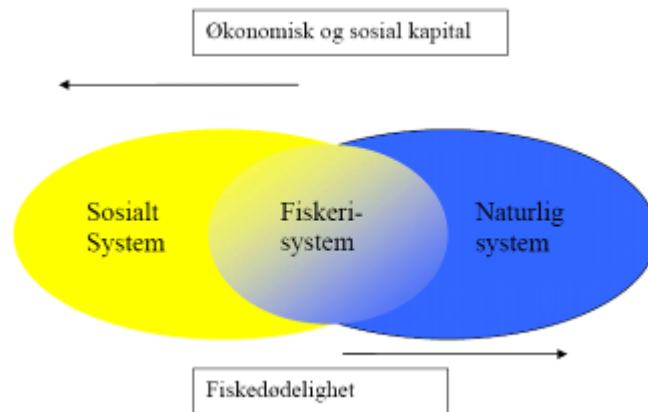 Økonomisk og sosial kapital
Sosialt
System
Fiskeri-
system
Naturlig
system
Fiskedødelighet